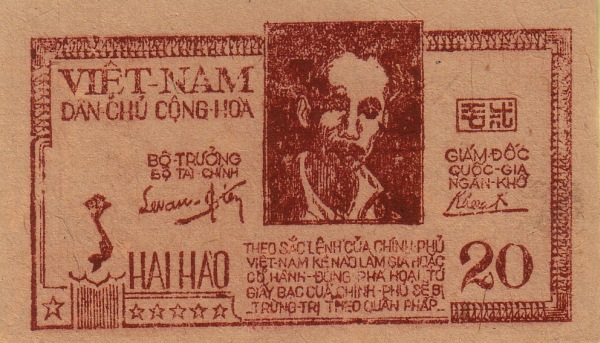 VIỆT-NAM
DÂN-CHỦ CỘNG-HÒA
BỘ-TRƯỞNG
BỘ TÀI-CHÍNH
GIÁM-ĐỐC
QUỐC-GIA
NGÂN-KHỐ
HAI HÀO
THEO SẮC-LỆNH CỦA CHÍNH-PHỦ
VIỆT-NAM KẺ NÀO LÀM GIẢ HOẶC
CÓ HÀNH-ĐỘNG PHÁ HOẠI TỜ
GIẤY BẠC CỦA CHÍNH-PHỦ SẼ BỊ
TRỪNG-TRỊ THEO QUÂN PHÁP
20